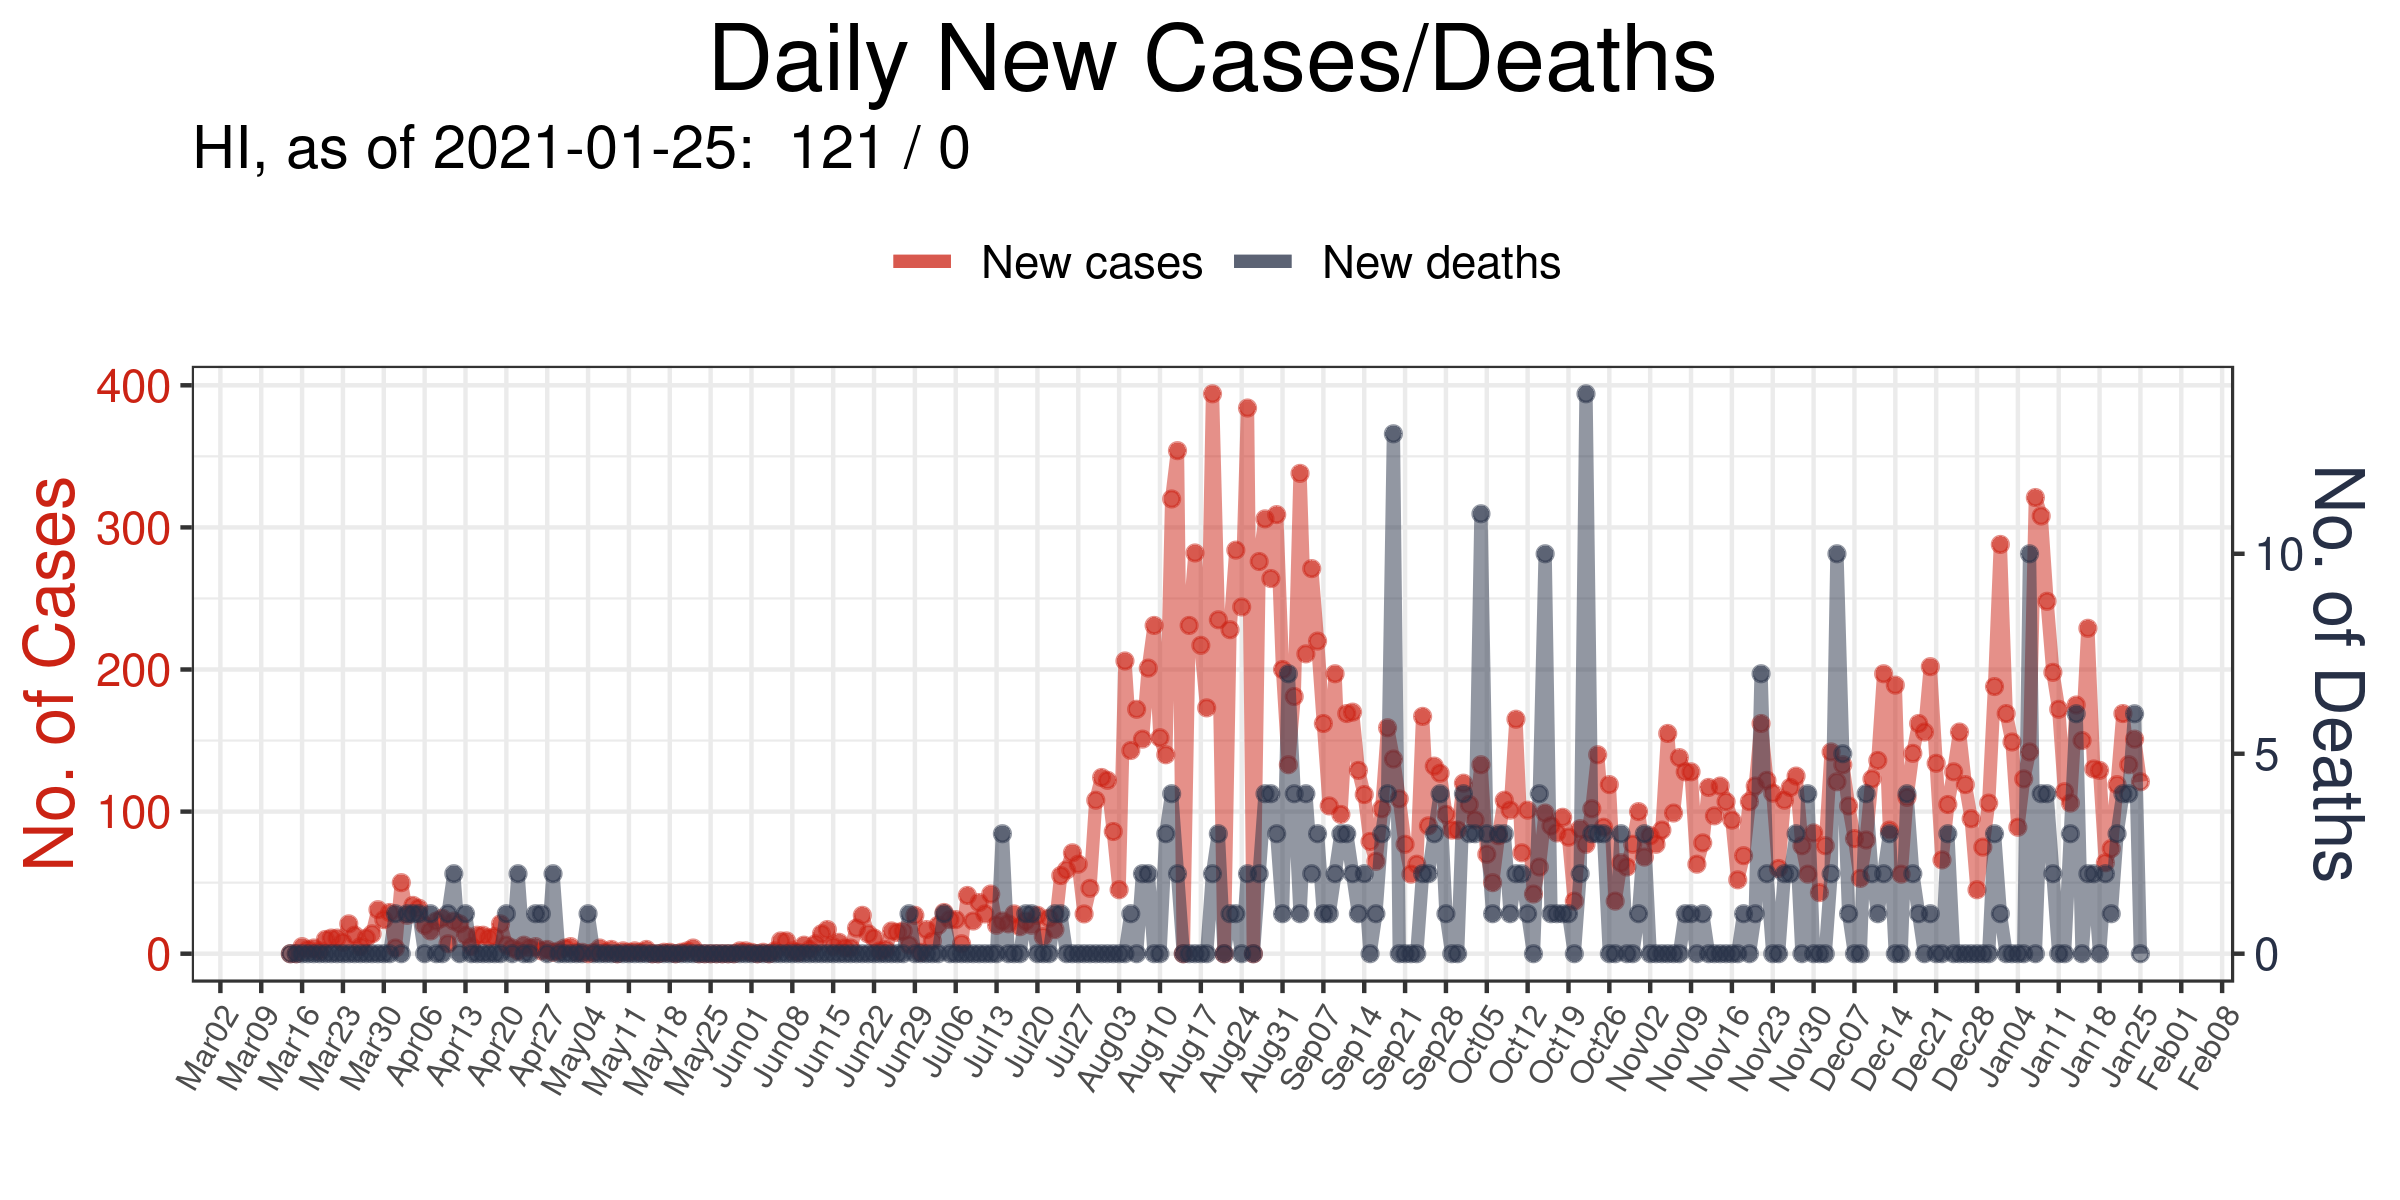 Daily New Cases/Deaths
HI, as of 2021-01-25:  121 / 0
New cases
New deaths
No. of Cases
400
300
200
100
0
No. of Deaths
10
5
0
Mar02
Mar09
Mar16
Mar23
Mar30
Apr06
Apr13
Apr20
Apr27
May04
May11
May18
May25
Jun01
Jun08
Jun15
Jun22
Jun29
Jul06
Jul13
Jul20
Jul27
Aug03
Aug10
Aug17
Aug24
Aug31
Sep07
Sep14
Sep21
Sep28
Oct05
Oct12
Oct19
Oct26
Nov02
Nov09
Nov16
Nov23
Nov30
Dec07
Dec14
Dec21
Dec28
Jan04
Jan11
Jan18
Jan25
Feb01
Feb08